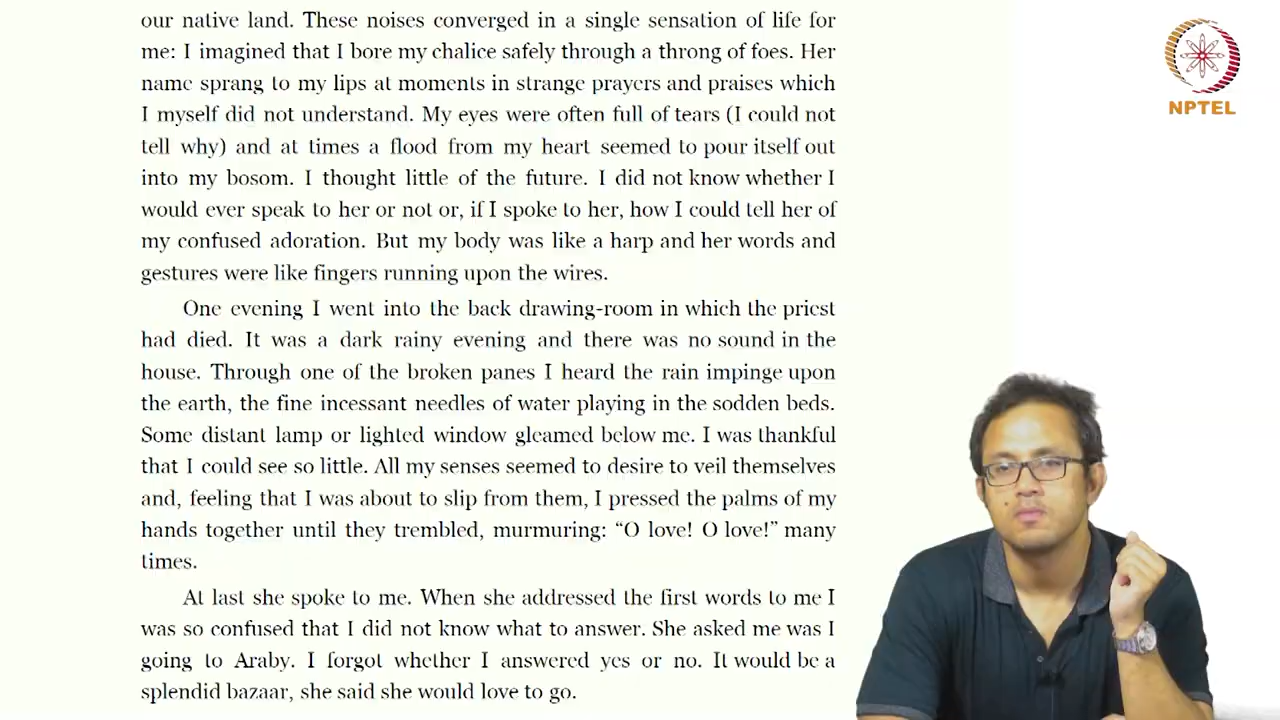 our native land. These noises converged in a single sensation of life for
me: I imagined that I bore my chalice safely through a throng of foes. Her
name sprang to my lips at moments in strange prayers and praises which
I myself did not understand. My eyes were often full of tears (I could not
tell why) and at times a flood from my heart seemed to pour itself out
into my bosom. I thought little of the future. I did not know whether I
would ever speak to her or not or, if I spoke to her, how I could tell her of
my confused adoration. But my body was like a harp and her words and
gestures were like fingers running upon the wires.
One evening I went into the back drawing-room in which the priest
had died. It was a dark rainy evening and there was no sound in the
house. Through one of the broken panes I heard the rain impinge upon
the earth, the fine incessant needles of water playing in the sodden beds.
Some distant lamp or lighted window gleamed below me. I was thankful
that I could see so little. All my senses seemed to desire to veil themselves
and, feeling that I was about to slip from them, I pressed the palms of my
hands together until they trembled, murmuring: “O love! O love!” many
times.
At last she spoke to me. When she addressed the first words to me I
was so confused that I did not know what to answer. She asked me was I
going to Araby. I forgot whether I answered yes or no. It would be a
splendid bazaar, she said she would love to go.
NPTEL